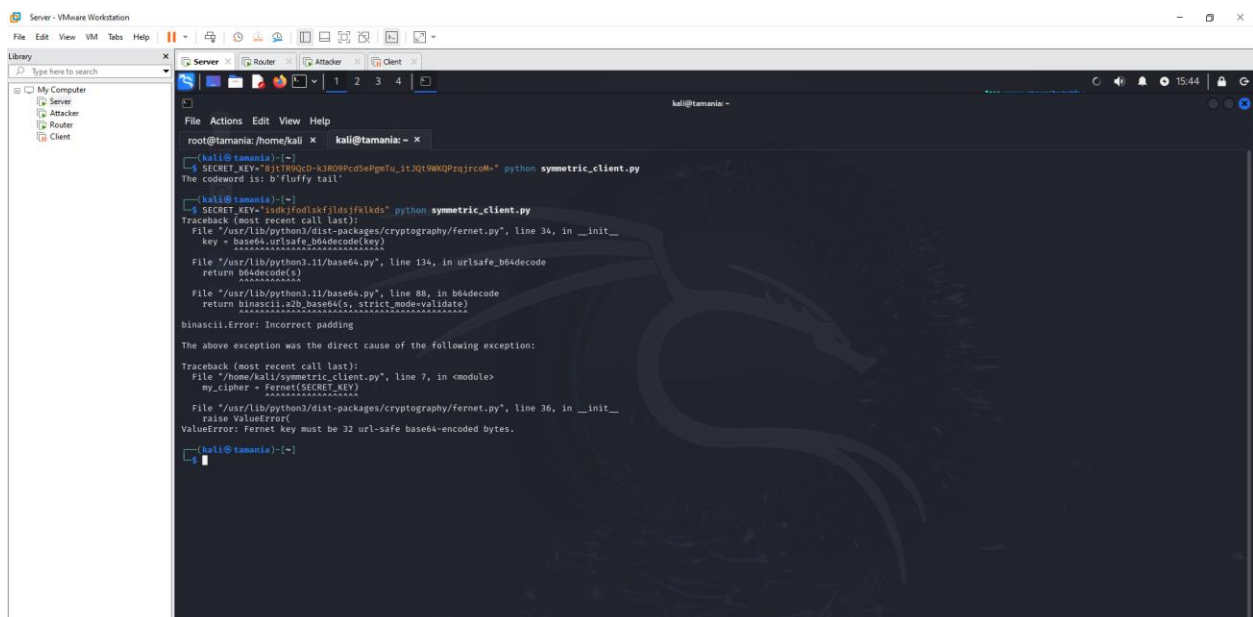 Server - VMware Workstation
File Edit View VM Tabs Help
Library
Type here to search
My Computer
Server
Attacker
Router
Client
Server Router Attacker Client
1 2 3 4
15:44
kali@tamania: ~
File Actions Edit View Help
root@tamania: /home/kali kali@tamania: ~
(kali㉿tamania)-[~]
$ SECRET_KEY="8jtTR9QcD-k3RO9Pcd5ePgmTu_itJQt9WKQPzqjrcoM=" python symmetric_client.py
The codeword is: b'fluffy tail'
(kali㉿tamania)-[~]
$ SECRET_KEY="isdkjfodlskfjldsjfklkds" python symmetric_client.py
Traceback (most recent call last):
File "/usr/lib/python3/dist-packages/cryptography/fernet.py", line 34, in __init__
key = base64.urlsafe_b64decode(key)
^^^^^^^^^^^^^^^^^^^^^^^^^^^^^
File "/usr/lib/python3.11/base64.py", line 134, in urlsafe_b64decode
return b64decode(s)
^^^^^^^^^^^^
File "/usr/lib/python3.11/base64.py", line 88, in b64decode
return binascii.a2b_base64(s, strict_mode=validate)
^^^^^^^^^^^^^^^^^^^^^^^^^^^^^^^^^^^^^^^^^^^^
binascii.Error: Incorrect padding
The above exception was the direct cause of the following exception:
Traceback (most recent call last):
File "/home/kali/symmetric_client.py", line 7, in <module>
my_cipher = Fernet(SECRET_KEY)
^^^^^^^^^^^^^^^^^^
File "/usr/lib/python3/dist-packages/cryptography/fernet.py", line 36, in __init__
raise ValueError(
ValueError: Fernet key must be 32 url-safe base64-encoded bytes.
(kali㉿tamania)-[~]
$